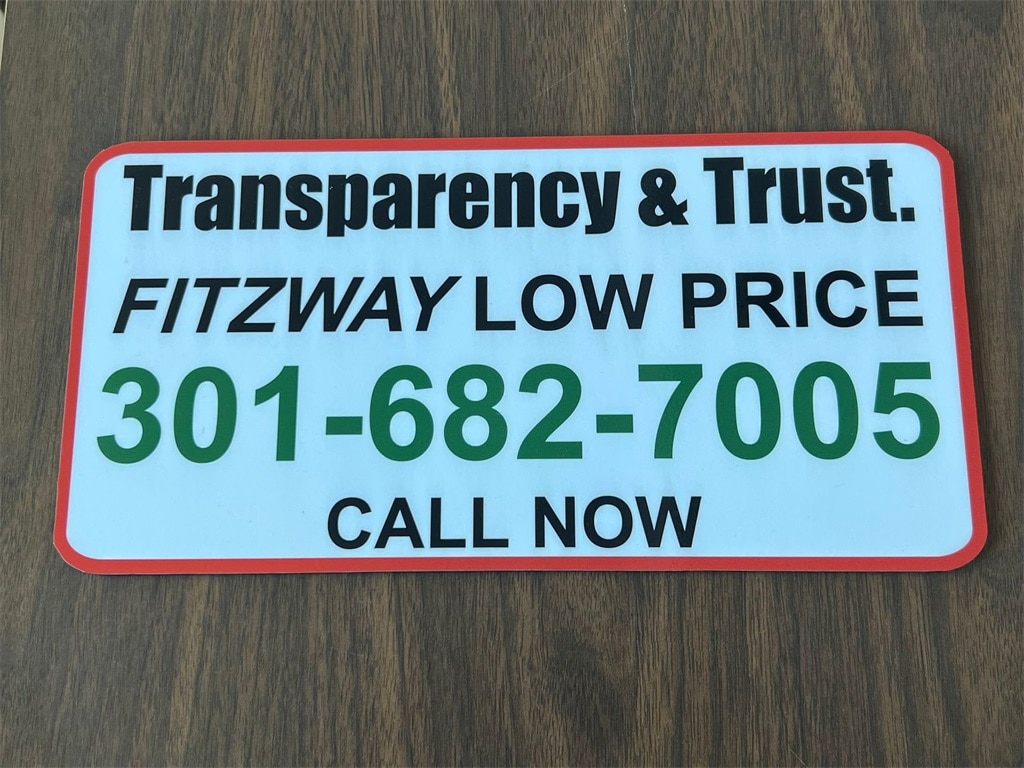 Transparency & Trust.
FITZWAY LOW PRICE
301-682-7005
CALL NOW